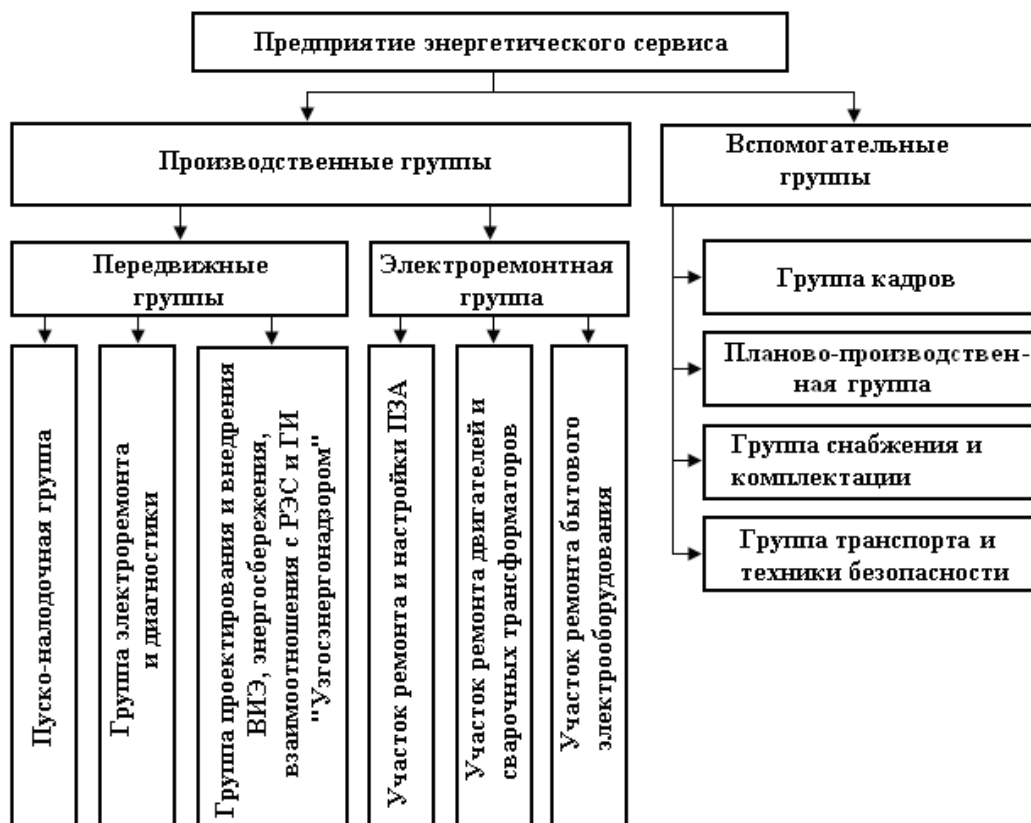 Предприятие энергетического сервиса
Производственные группы
Вспомогательные
группы
Передвижные
группы
Электроремонтная
группа
Группа кадров
Планово-производствен-
ная группа
Группа снабжения и
комплектации
Группа транспорта и
техники безопасности
Пуско-налодочная группа
Группа электроремонта
и диагностики
Группа проектирования и внедрения
ВИЭ, энергосбережения,
взаимоотношения с РЭС и ГИ
"Узгосэнергонадзором"
Участок ремонта и настройки ПЗА
Участок ремонта двигателей и
сварочных трансформаторов
Участок ремонта бытового
электрооборудования